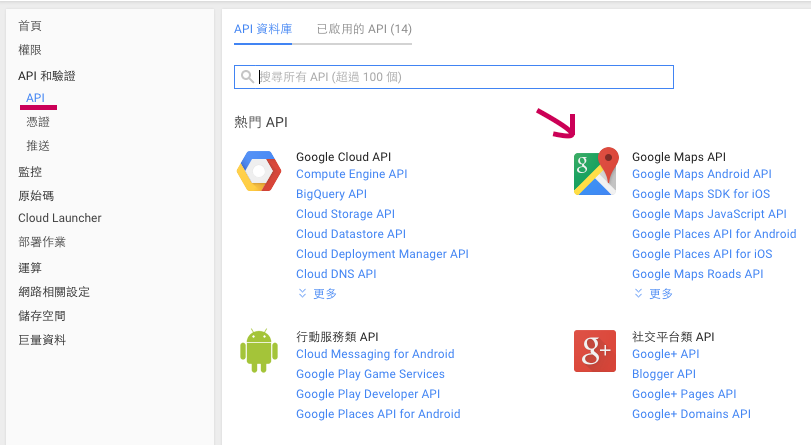 首頁
權限
API 和驗證
API
憑證
推送
監控
原始碼
Cloud Launcher
部署作業
運算
網路相關設定
儲存空間
巨量資料
API 資料庫
已啟用的 API (14)
搜尋所有 API (超過 100 個)
熱門 API
Google Cloud API
Compute Engine API
BigQuery API
Cloud Storage API
Cloud Datastore API
Cloud Deployment Manager API
Cloud DNS API
更多
g
Google Maps API
Google Maps Android API
Google Maps SDK for iOS
Google Maps JavaScript API
Google Places API for Android
Google Places API for iOS
Google Maps Roads API
更多
行動服務類 API
Cloud Messaging for Android
Google Play Game Services
Google Play Developer API
Google Places API for Android
g+
社交平台類 API
Google+ API
Blogger API
Google+ Pages API
Google+ Domains API